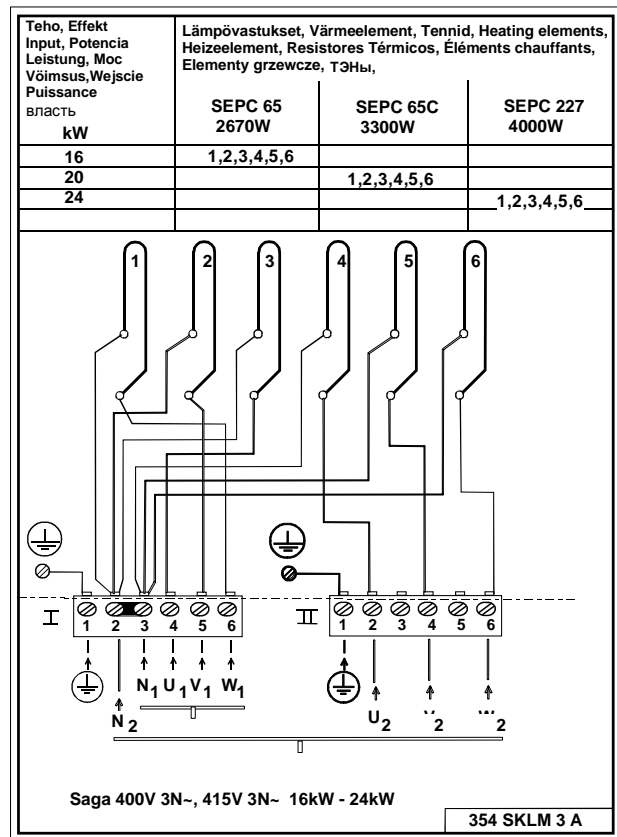 Teho, Effekt
Input, Potencia
Leistung, Moc
Vöimsus,Wejscie
Puissance
власть
kW
Lämpövastukset, Värmeelement, Tennid, Heating elements,
Heizeelement, Resistores Térmicos, Éléments chauffants,
Elementy grzewcze, ТЭНы,
SEPC 65
2670W
SEPC 65C
3300W
SEPC 227
4000W
16
1,2,3,4,5,6
20
1,2,3,4,5,6
24
1,2,3,4,5,6
1 2 3 4 5 6
I
1 2 3 4 5 6
II
1 2 3 4 5 6
N1 U1 V1 W1
N2
U2
2
2
Saga 400V 3N~, 415V 3N~ 16kW - 24kW
354 SKLM 3 A